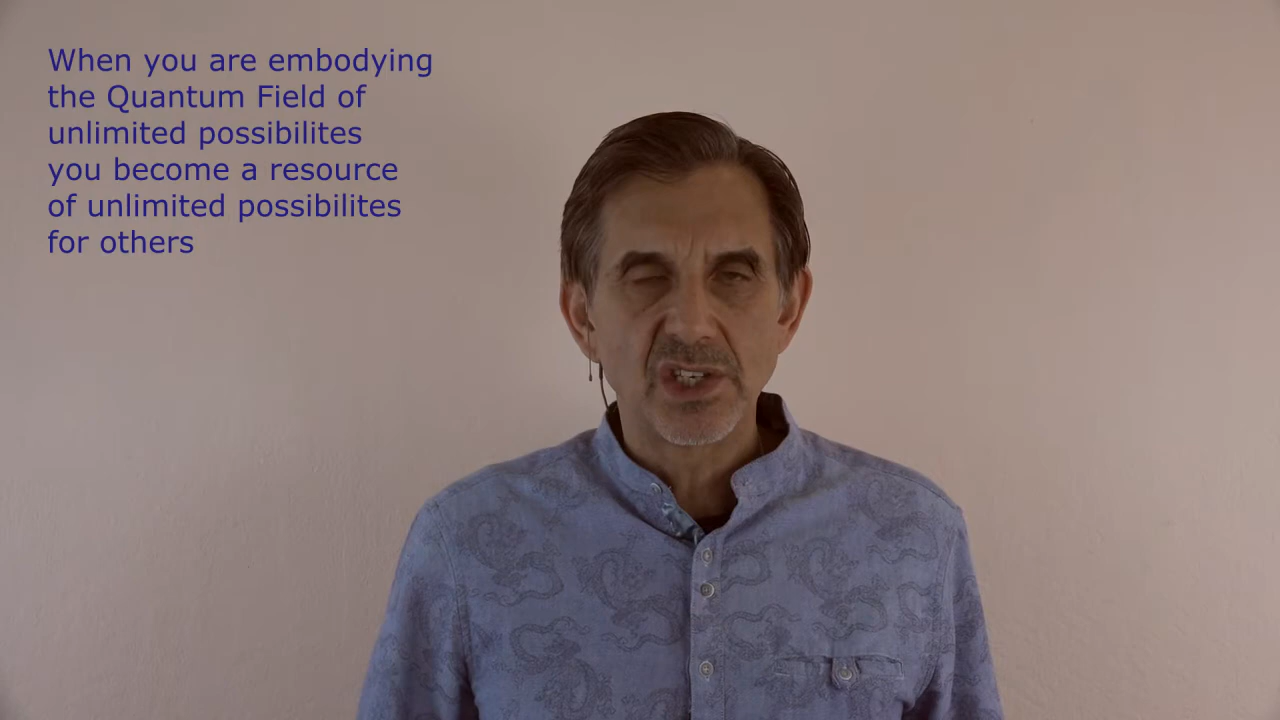 When you are embodying
the Quantum Field of
unlimited possibilites
you become a resource
of unlimited possibilites
for others